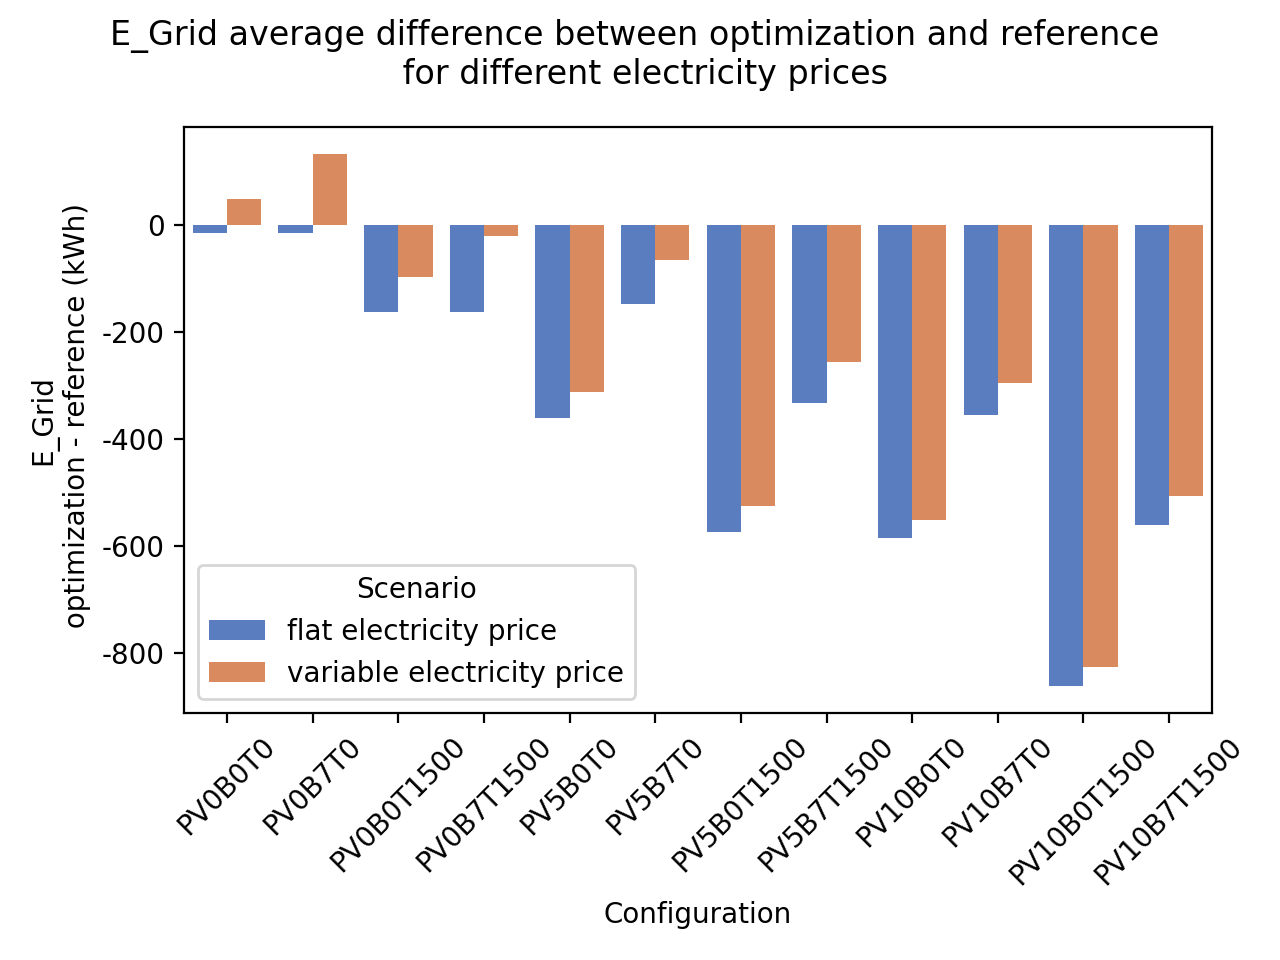 E_Grid average difference between optimization and reference
for different electricity prices
E_Grid
optimization - reference (kWh)
0
-200
-400
-600
-800
Scenario
flat electricity price
variable electricity price
PV0B0T0
PV0B7T0
PV0B0T1500
PV0B7T1500
PV5B0T0
PV5B7T0
PV5B0T1500
PV5B7T1500
PV10B0T0
PV10B7T0
PV10B0T1500
PV10B7T1500
Configuration